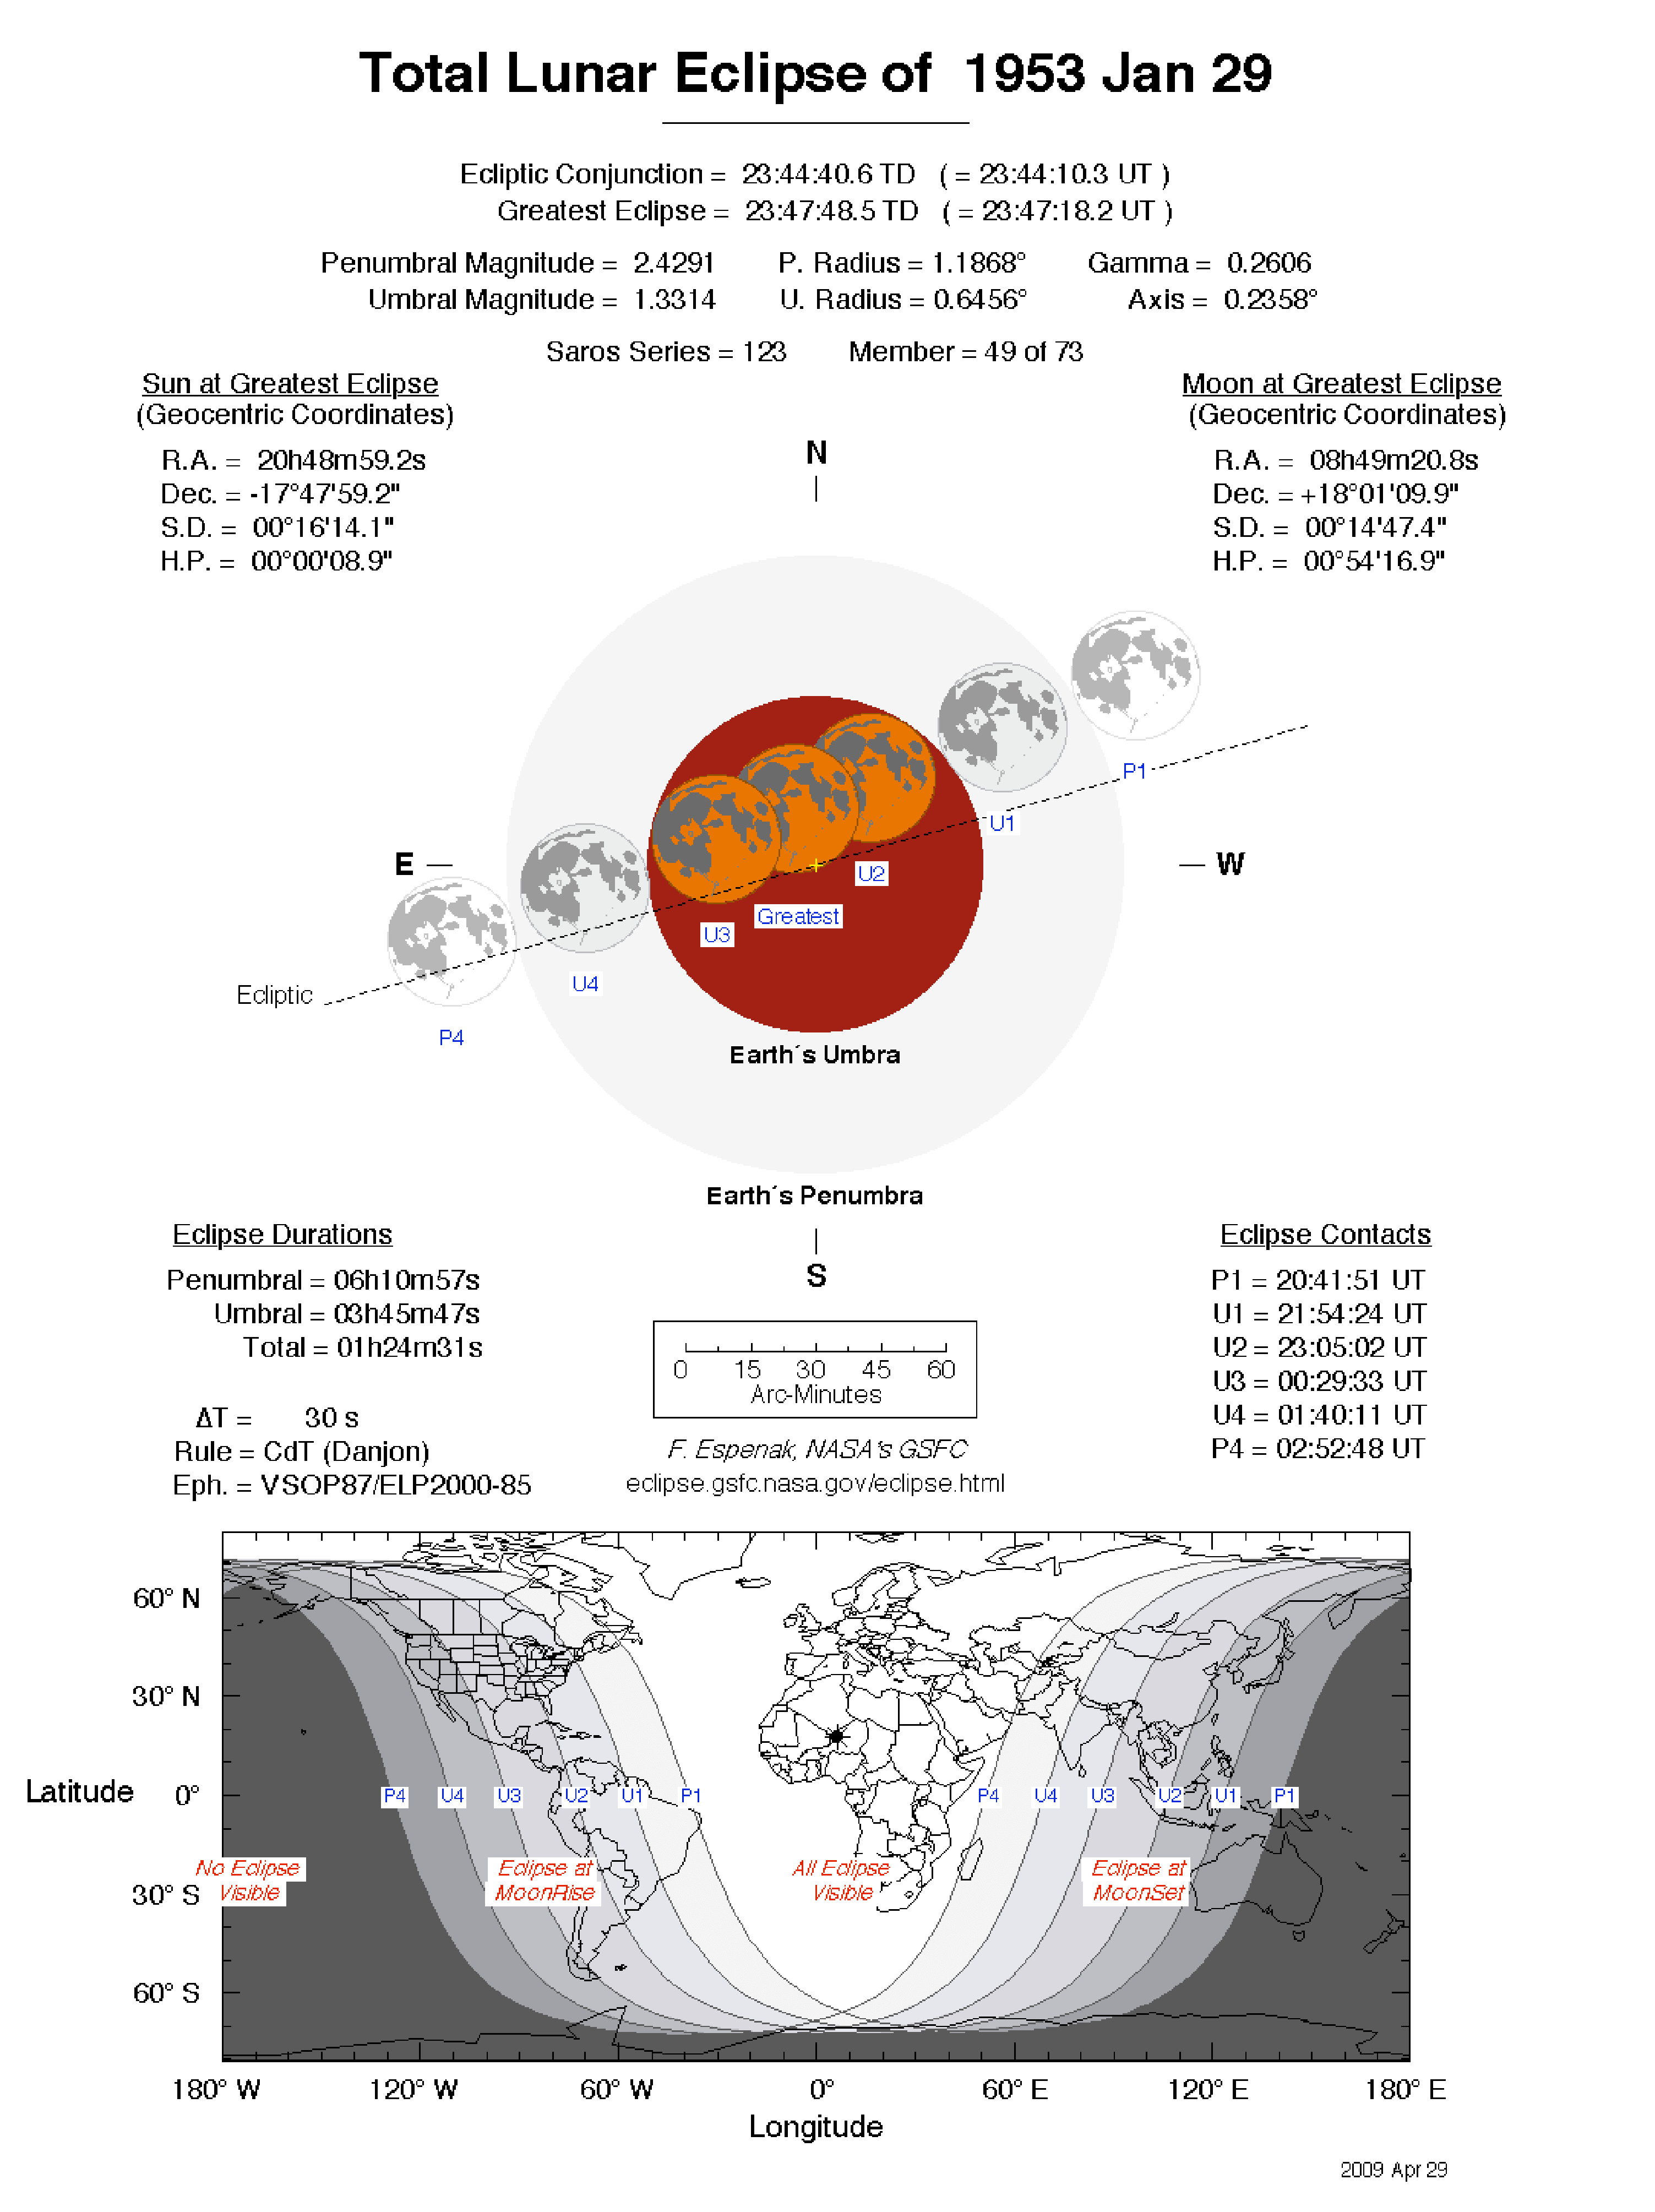 Total Lunar Eclipse of 1953 Jan 29
Ecliptic Conjunction = 23:44:40.6 TD ( = 23:44:10.3 UT )
Greatest Eclipse = 23:47:48.5 TD ( = 23:47:18.2 UT )
Penumbral Magnitude = 2.4291 P. Radius = 1.1868° Gamma = 0.2606
Umbral Magnitude = 1.3314 U. Radius = 0.6456° Axis = 0.2358°
Saros Series = 123 Member = 49 of 73
Sun at Greatest Eclipse
(Geocentric Coordinates)
R.A. = 20h48m59.2s
Dec. = -17°47'59.2"
S.D. = 00°16'14.1"
H.P. = 00°00'08.9"
Moon at Greatest Eclipse
(Geocentric Coordinates)
R.A. = 08h49m20.8s
Dec. = +18°01'09.9"
S.D. = 00°14'47.4"
H.P. = 00°54'16.9"
N
P1
U1
E
W
U2
Greatest
U3
U4
Ecliptic
P4
Earth´s Umbra
Earth´s Penumbra
S
Eclipse Durations
Penumbral = 06h10m57s
Umbral = 03h45m47s
Total = 01h24m31s
ΔT = 30 s
Rule = CdT (Danjon)
Eph. = VSOP87/ELP2000-85
0 15 30 45 60
Arc-Minutes
F. Espenak, NASA's GSFC
eclipse.gsfc.nasa.gov/eclipse.html
Eclipse Contacts
P1 = 20:41:51 UT
U1 = 21:54:24 UT
U2 = 23:05:02 UT
U3 = 00:29:33 UT
U4 = 01:40:11 UT
P4 = 02:52:48 UT
60° N
30° N
Latitude 0°
30° S
60° S
P4 U4 U3 U2 U1 P1 P4 U4 U3 U2 U1 P1
No Eclipse
Visible
Eclipse at
MoonRise
All Eclipse
Visible
Eclipse at
MoonSet
180° W 120° W 60° W 0° 60° E 120° E 180° E
Longitude
2009 Apr 29